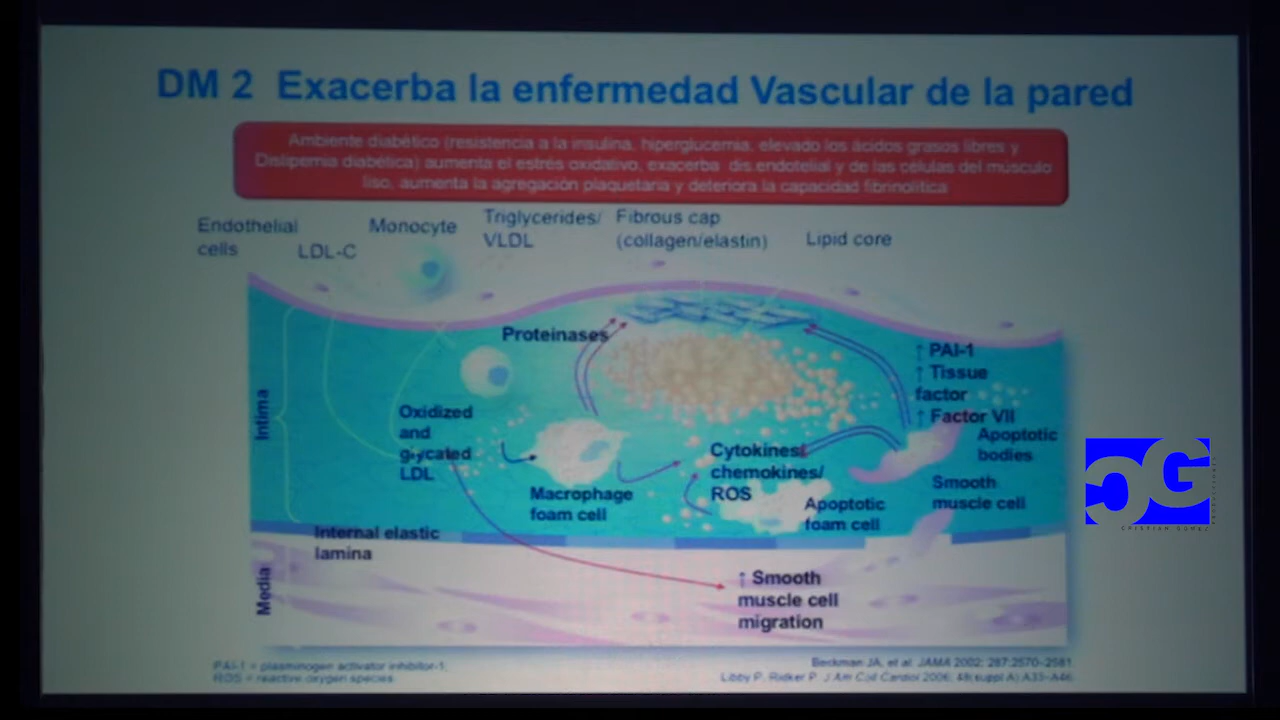 DM 2 Exacerba la enfermedad Vascular de la pared
Ambiente diabético (resistencia a la insulina, hiperglucemia, elevado los ácidos grasos libres y
Dislipemia diabética) aumenta el estrés oxidativo, exacerba dis.endotelial y de las células del músculo
liso, aumenta la agregación plaquetaria y deteriora la capacidad fibrinolítica
Endothelial
cells
LDL-C
Monocyte
Triglycerides/
VLDL
Fibrous cap
(collagen/elastin)
Lipid core
Proteinases
↑ PAI-1
↑ Tissue
factor
↑ Factor VII
Intima
Oxidized
and
glycated
LDL
Macrophage
foam cell
Cytokines/
chemokines/
ROS
Apoptotic
bodies
Smooth
muscle cell
Apoptotic
foam cell
Internal elastic
lamina
Media
↑ Smooth
muscle cell
migration
PAI-1 = plasminogen activator inhibitor-1;
ROS = reactive oxygen species
Beckman JA, et al. JAMA 2002; 287:2570–2581.
Libby P, Ridker P. J Am Coll Cardiol 2006; 48(suppl A):A33–A46.
CG
CRISTIAN GOMEZ
PRODUCCIONES